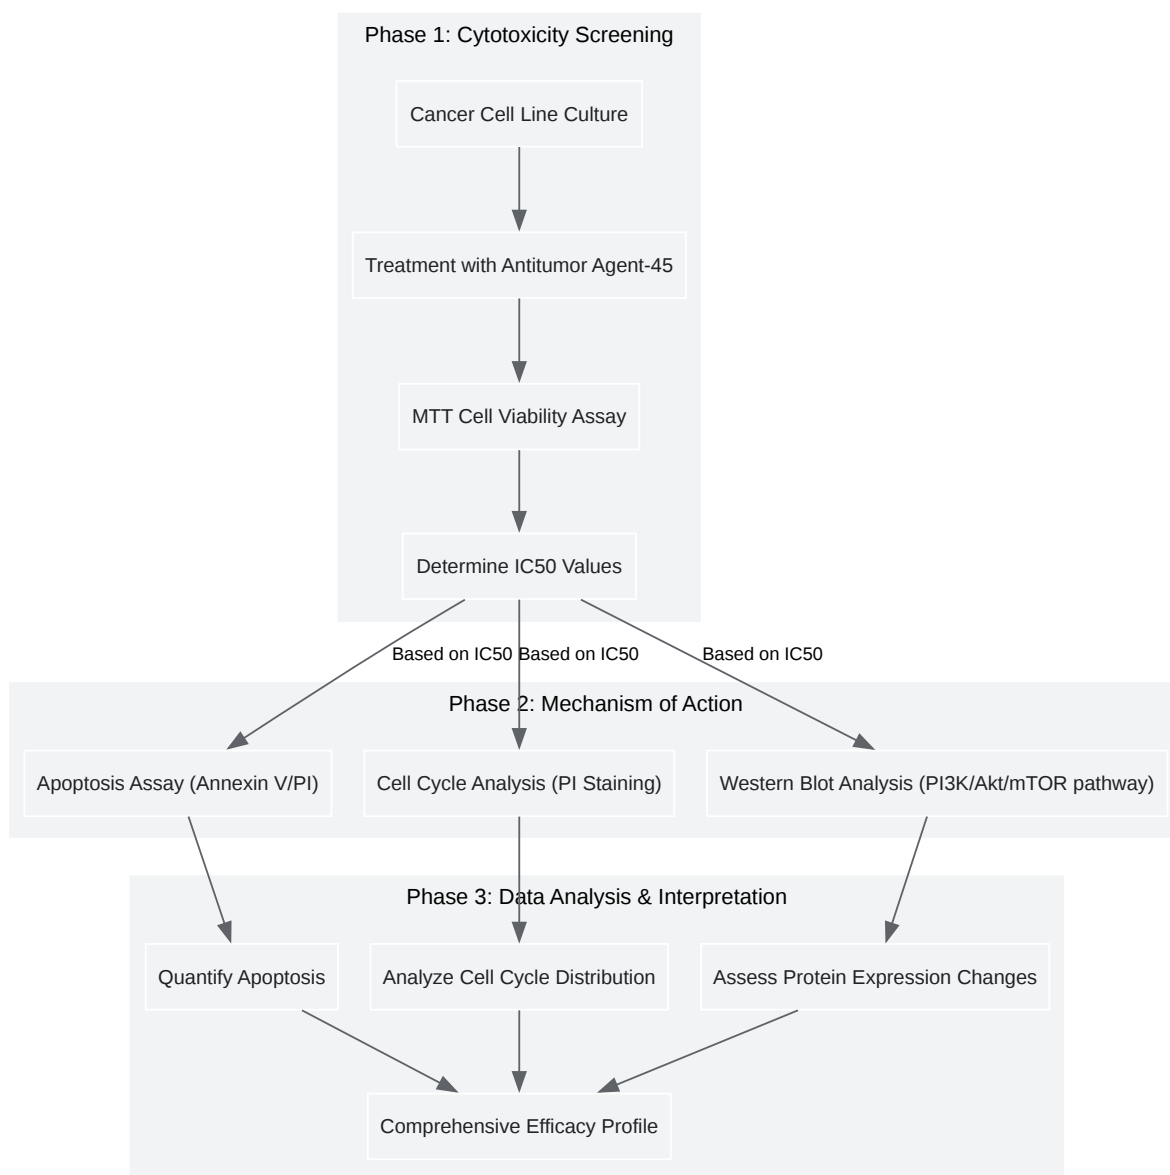 Phase 1: Cytotoxicity Screening
Cancer Cell Line Culture
Treatment with Antitumor Agent-45
MTT Cell Viability Assay
Determine IC50 Values
Based on IC50
Based on IC50
Based on IC50
Phase 2: Mechanism of Action
Apoptosis Assay (Annexin V/PI)
Cell Cycle Analysis (PI Staining)
Western Blot Analysis (PI3K/Akt/mTOR pathway)
Phase 3: Data Analysis & Interpretation
Quantify Apoptosis
Analyze Cell Cycle Distribution
Assess Protein Expression Changes
Comprehensive Efficacy Profile